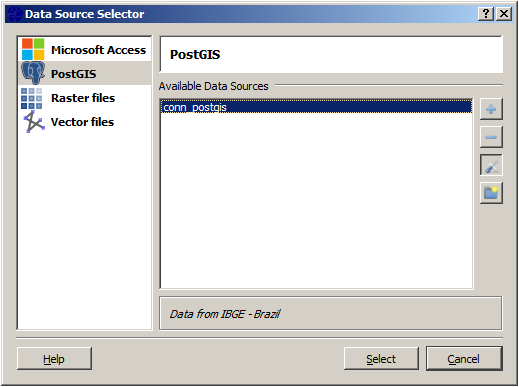 Data Source Selector
Microsoft Access
PostGIS
Raster files
Vector files
PostGIS
Available Data Sources
conn_postgis
Data from IBGE - Brazil
Help
Select
Cancel